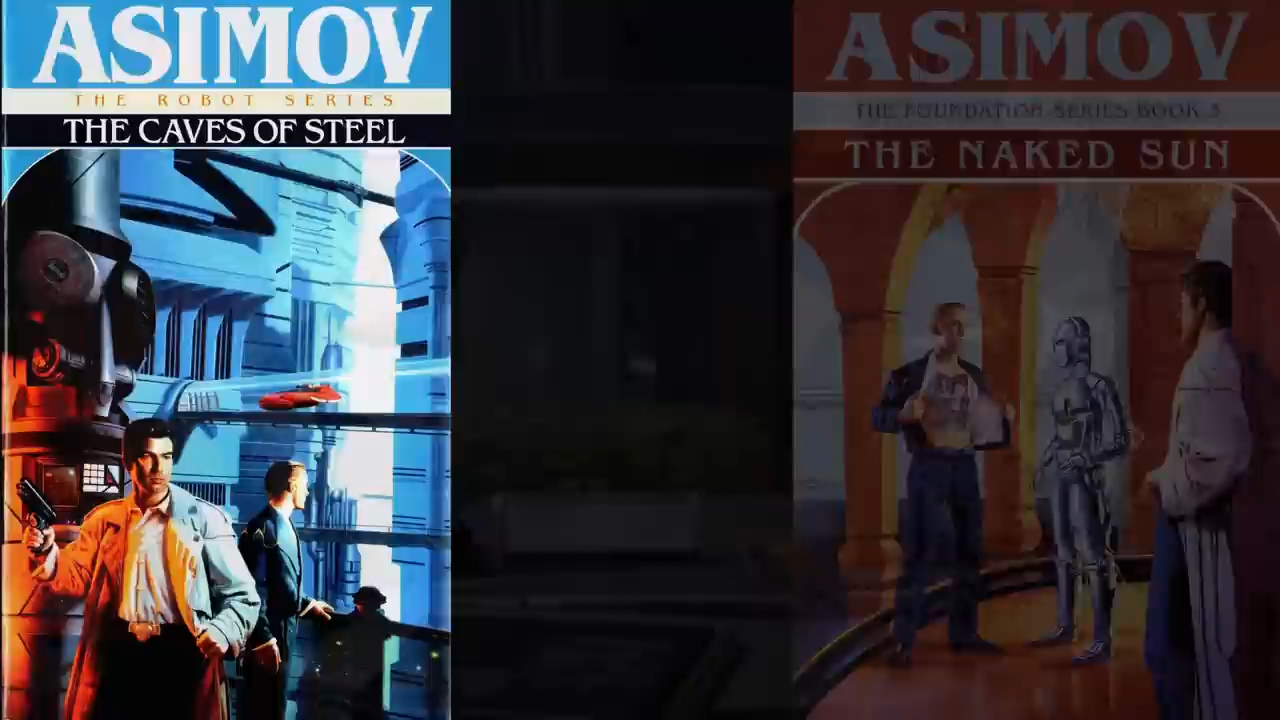 ASIMOV
THE ROBOT SERIES
THE CAVES OF STEEL
ASIMOV
THE FOUNDATION SERIES BOOK 3
THE NAKED SUN